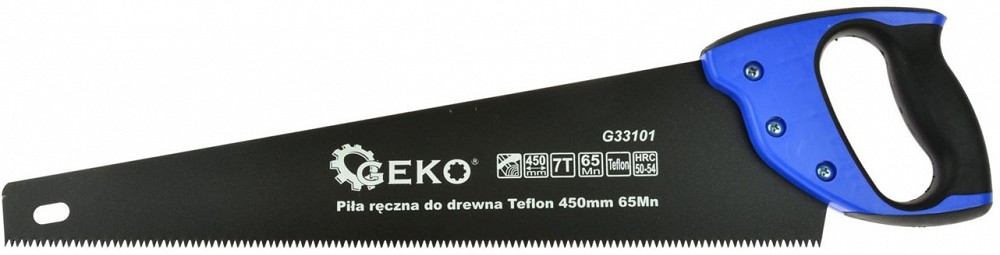 G33101
GEKO®
450 mm 7T 65 Mn Teflon HRC 50-54
Piła ręczna do drewna Teflon 450mm 65Mn